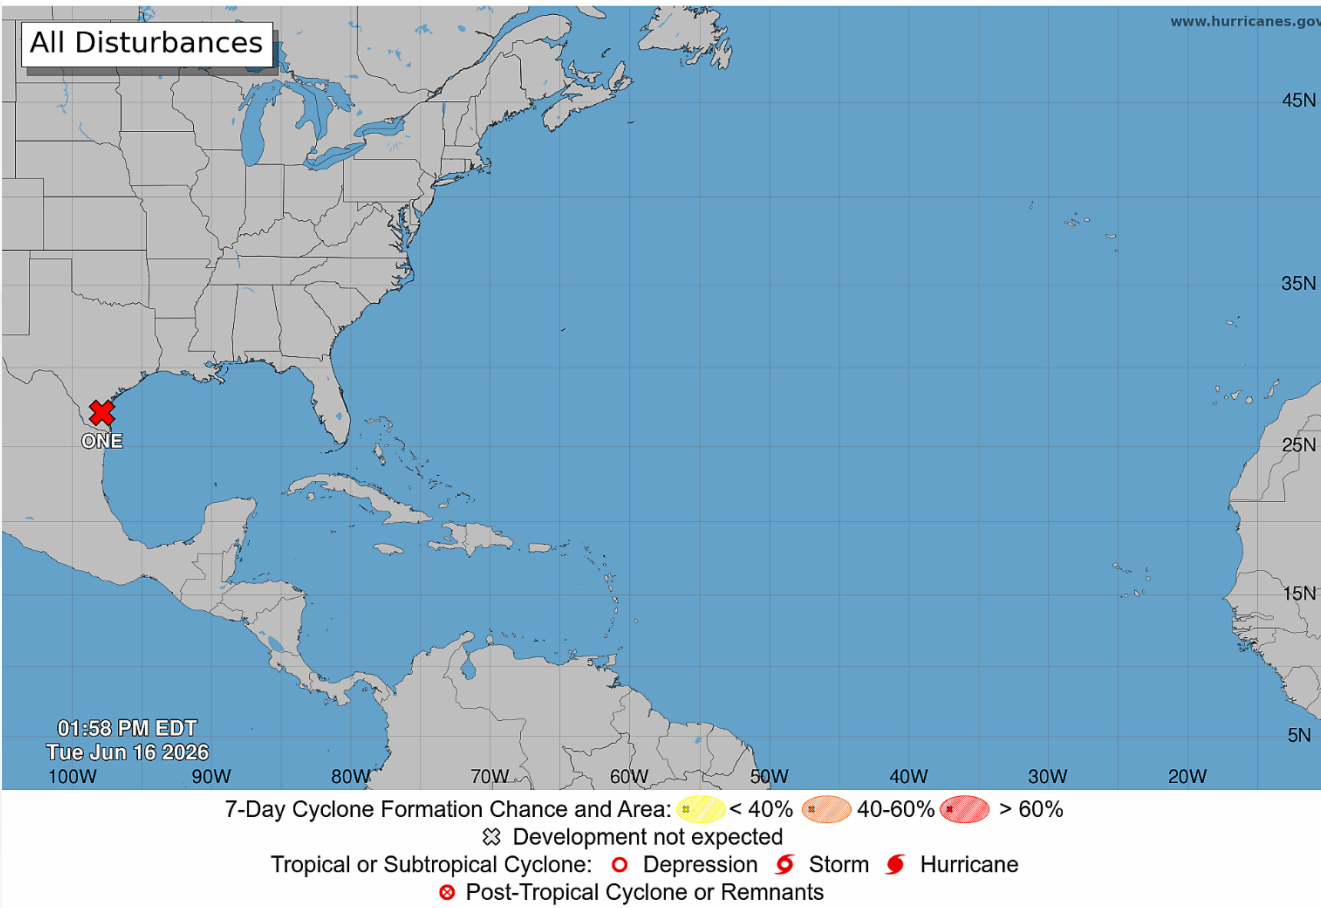 All Disturbances
www.hurricanes.gov
45N
35N
25N
ONE
15N
5N
01:58 PM EDT
Tue Jun 16 2026
100W 90W 80W 70W 60W 50W 40W 30W 20W
7-Day Cyclone Formation Chance and Area: < 40% 40-60% > 60%
Development not expected
Tropical or Subtropical Cyclone: Depression Storm Hurricane
Post-Tropical Cyclone or Remnants